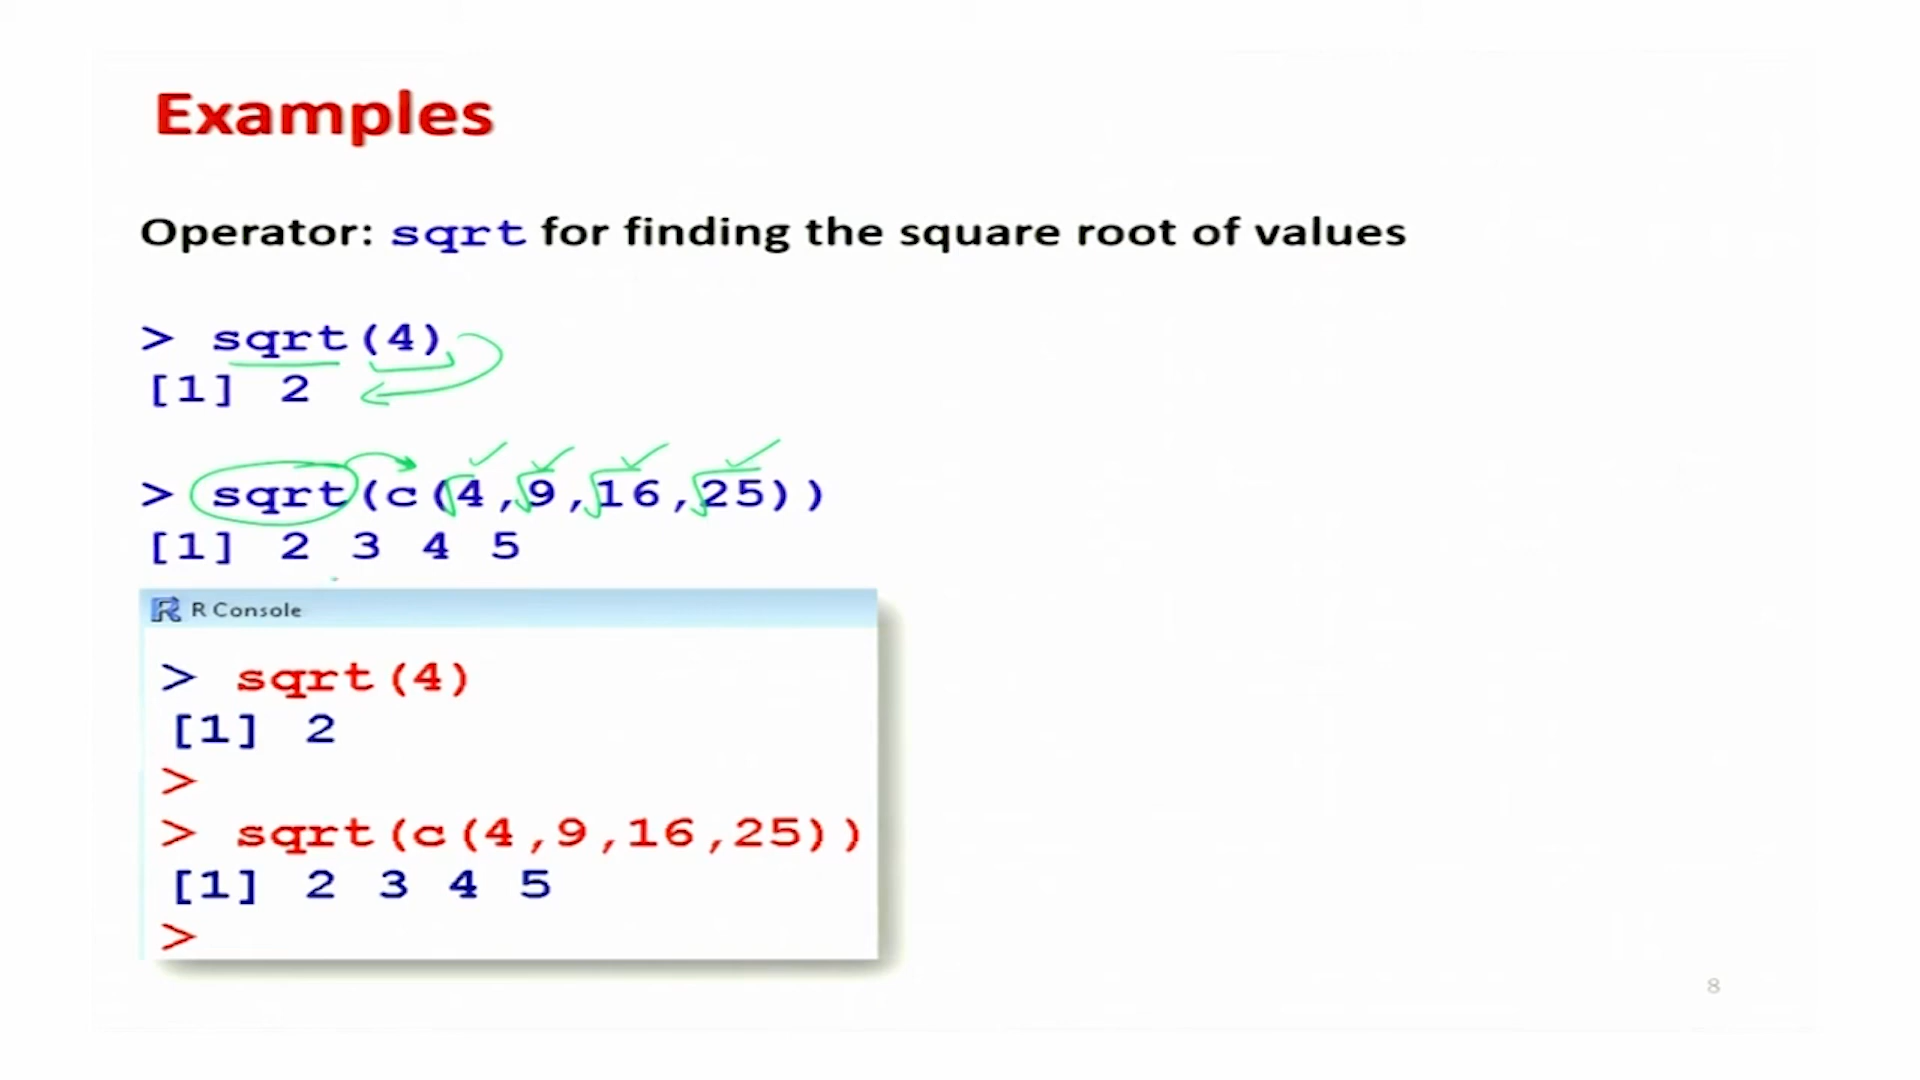 Examples
Operator: sqrt for finding the square root of values
> sqrt(4)
[1] 2
> sqrt(c(4,9,16,25))
[1] 2 3 4 5
R Console
> sqrt(4)
[1] 2
>
> sqrt(c(4,9,16,25))
[1] 2 3 4 5
>
8